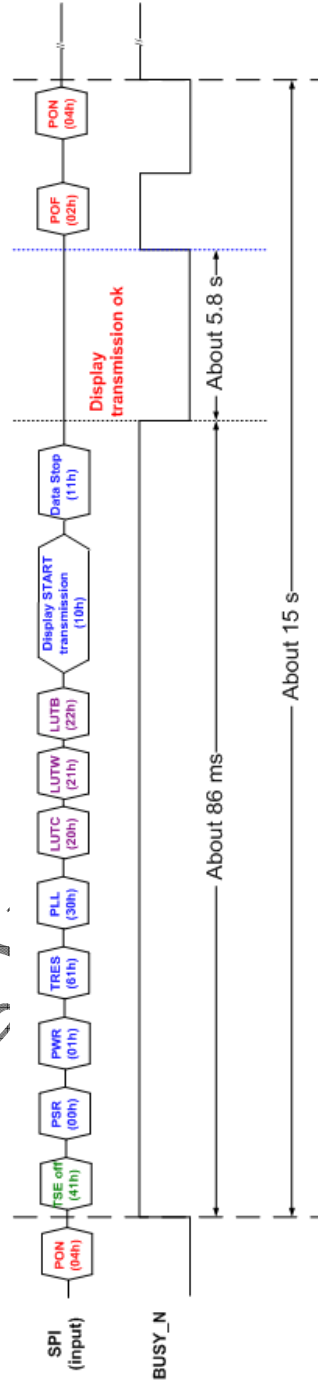 SPI
(input)
PON
(04h)
TSE off
(41h)
PSR
(00h)
PWR
(01h)
TRES
(61h)
PLL
(30h)
LUTC
(20h)
LUTW
(21h)
LUTB
(22h)
Display START
transmission
(10h)
Data Stop
(11h)
POF
(02h)
PON
(04h)
Display
transmission ok
BUSY_N
About 86 ms
About 5.8 s
About 15 s